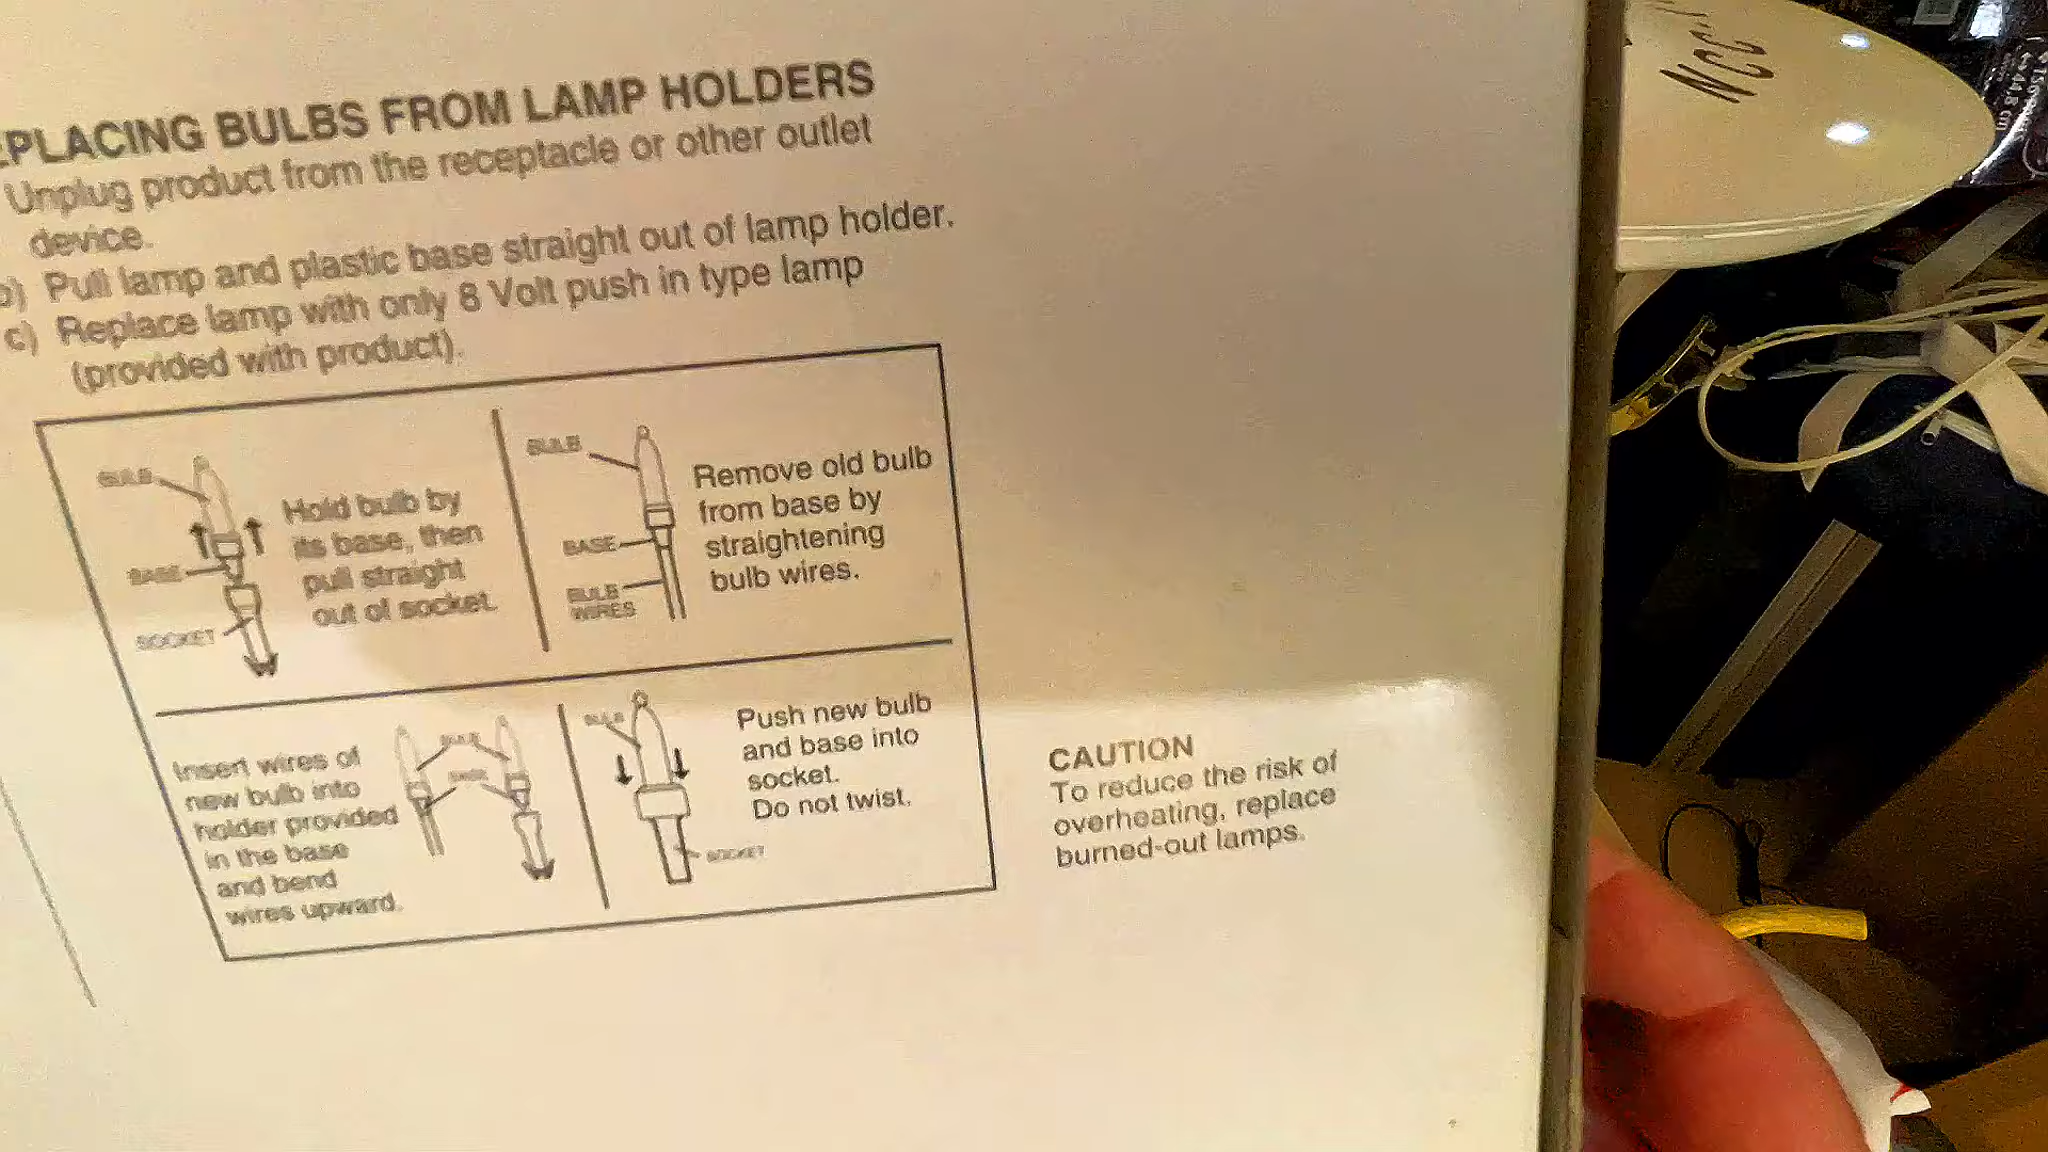 PLACING BULBS FROM LAMP HOLDERS
Unplug product from the receptacle or other outlet
device.
b) Pull lamp and plastic base straight out of lamp holder.
c) Replace lamp with only 8 Volt push in type lamp
(provided with product).
BULB
BASE
SOCKET
Hold bulb by
its base, then
pull straight
out of socket.
BULB
BASE
BULB
WIRES
Remove old bulb
from base by
straightening
bulb wires.
Insert wires of
new bulb into
holder provided
in the base
and bend
wires upward.
BULB
BASE
BULB
SOCKET
Push new bulb
and base into
socket.
Do not twist.
CAUTION
To reduce the risk of
overheating, replace
burned-out lamps.